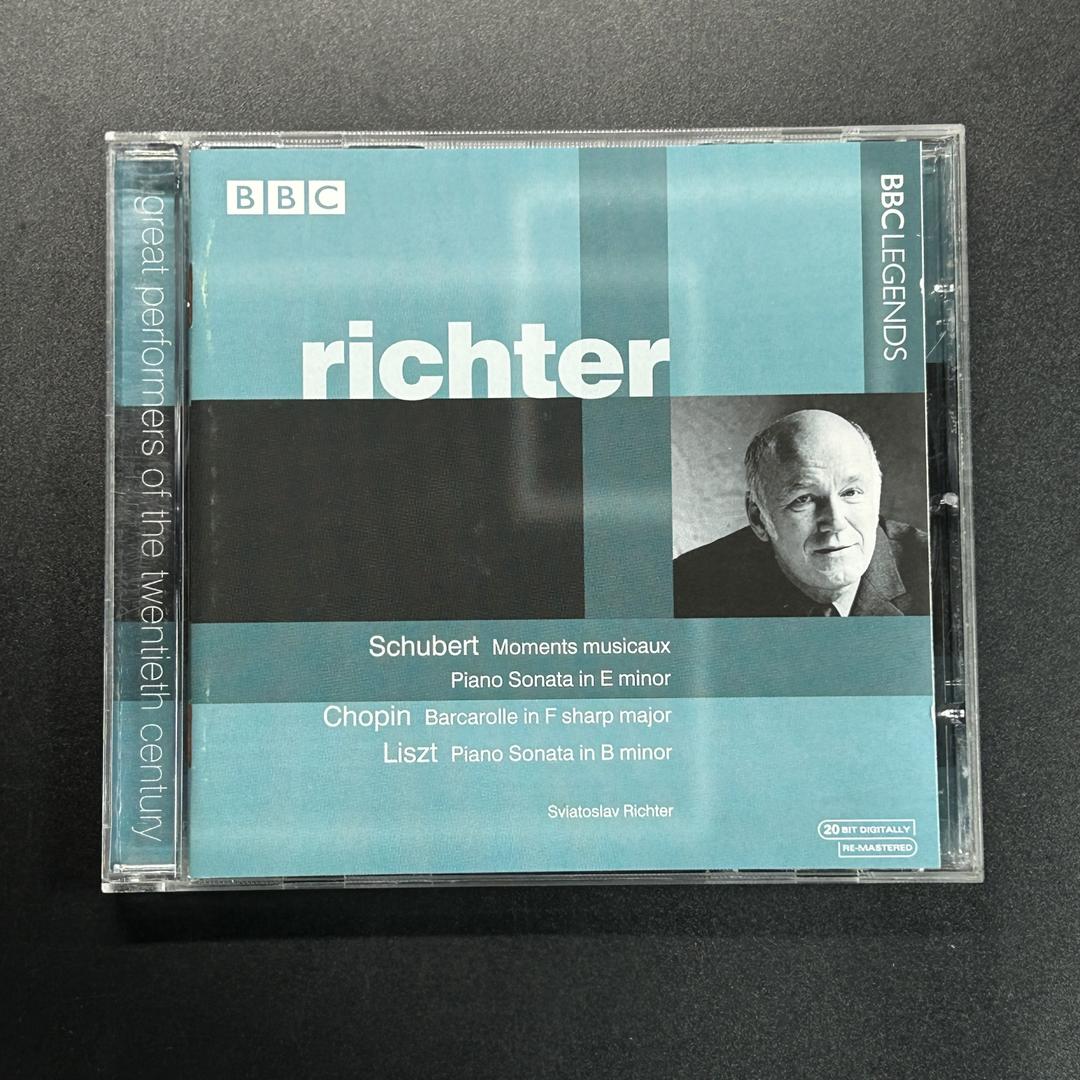 BBC
BBC LEGENDS
great performers of the twentieth century
richter
Schubert Moments musicaux
Piano Sonata in E minor
Chopin Barcarolle in F sharp major
Liszt Piano Sonata in B minor
Sviatoslav Richter
20 BIT DIGITALLY
RE-MASTERED